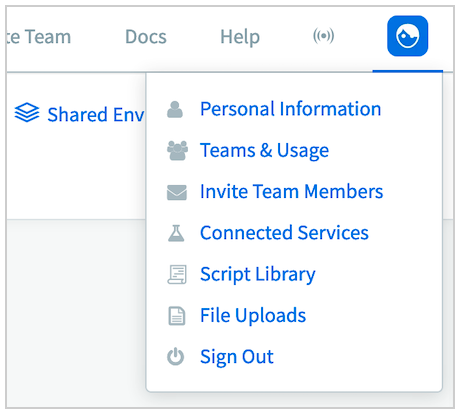 te Team Docs Help
Shared Env
Personal Information
Teams & Usage
Invite Team Members
Connected Services
Script Library
File Uploads
Sign Out